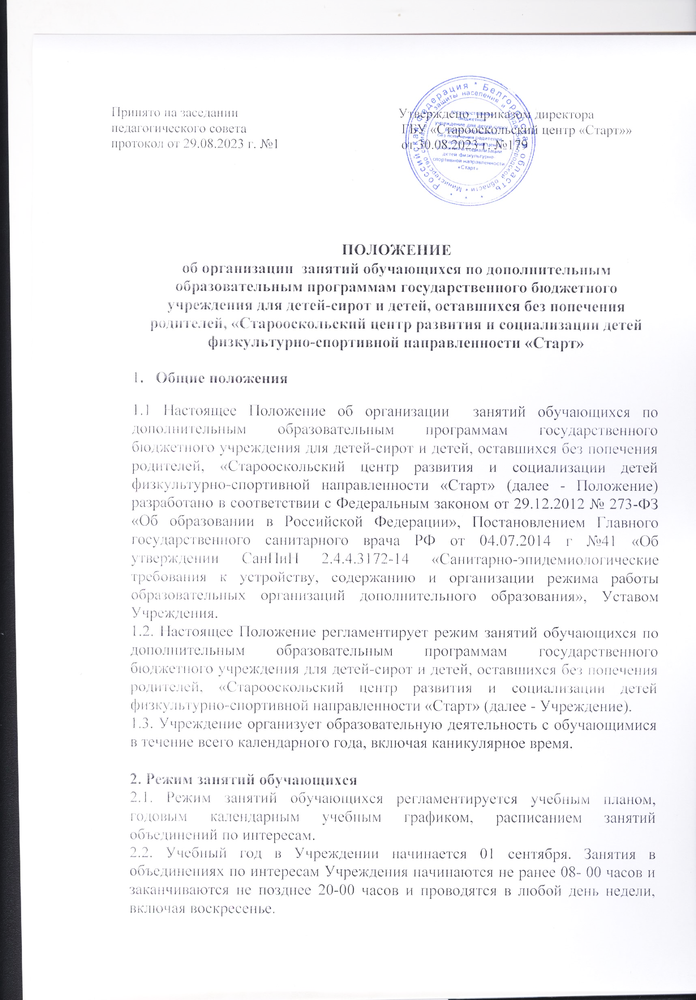 Принято на заседании
педагогического совета
протокол от 29.08.2023 г. №1
Утверждено приказом директора
ГБУ «Старооскольский центр «Старт»»
от 30.08.2023 г. №179
Российская Федерация * Белгородская область
Министерство социальной защиты населения и труда Белгородской области *
государственное
бюджетное
учреждение для детей-сирот
без попечения родителей
социализации
детей физкультурно-
спортивной направленности
«Старт»
ПОЛОЖЕНИЕ
об организации занятий обучающихся по дополнительным
образовательным программам государственного бюджетного
учреждения для детей-сирот и детей, оставшихся без попечения
родителей, «Старооскольский центр развития и социализации детей
физкультурно-спортивной направленности «Старт»
1. Общие положения
1.1 Настоящее Положение об организации занятий обучающихся по
дополнительным образовательным программам государственного
бюджетного учреждения для детей-сирот и детей, оставшихся без попечения
родителей, «Старооскольский центр развития и социализации детей
физкультурно-спортивной направленности «Старт» (далее - Положение)
разработано в соответствии с Федеральным законом от 29.12.2012 № 273-ФЗ
«Об образовании в Российской Федерации», Постановлением Главного
государственного санитарного врача РФ от 04.07.2014 г №41 «Об
утверждении СанПиН 2.4.4.3172-14 «Санитарно-эпидемиологические
требования к устройству, содержанию и организации режима работы
образовательных организаций дополнительного образования», Уставом
Учреждения.
1.2. Настоящее Положение регламентирует режим занятий обучающихся по
дополнительным образовательным программам государственного
бюджетного учреждения для детей-сирот и детей, оставшихся без попечения
родителей, «Старооскольский центр развития и социализации детей
физкультурно-спортивной направленности «Старт» (далее - Учреждение).
1.3. Учреждение организует образовательную деятельность с обучающимися
в течение всего календарного года, включая каникулярное время.
2. Режим занятий обучающихся
2.1. Режим занятий обучающихся регламентируется учебным планом,
годовым календарным учебным графиком, расписанием занятий
объединений по интересам.
2.2. Учебный год в Учреждении начинается 01 сентября. Занятия в
объединениях по интересам Учреждения начинаются не ранее 08- 00 часов и
заканчиваются не позднее 20-00 часов и проводятся в любой день недели,
включая воскресенье.